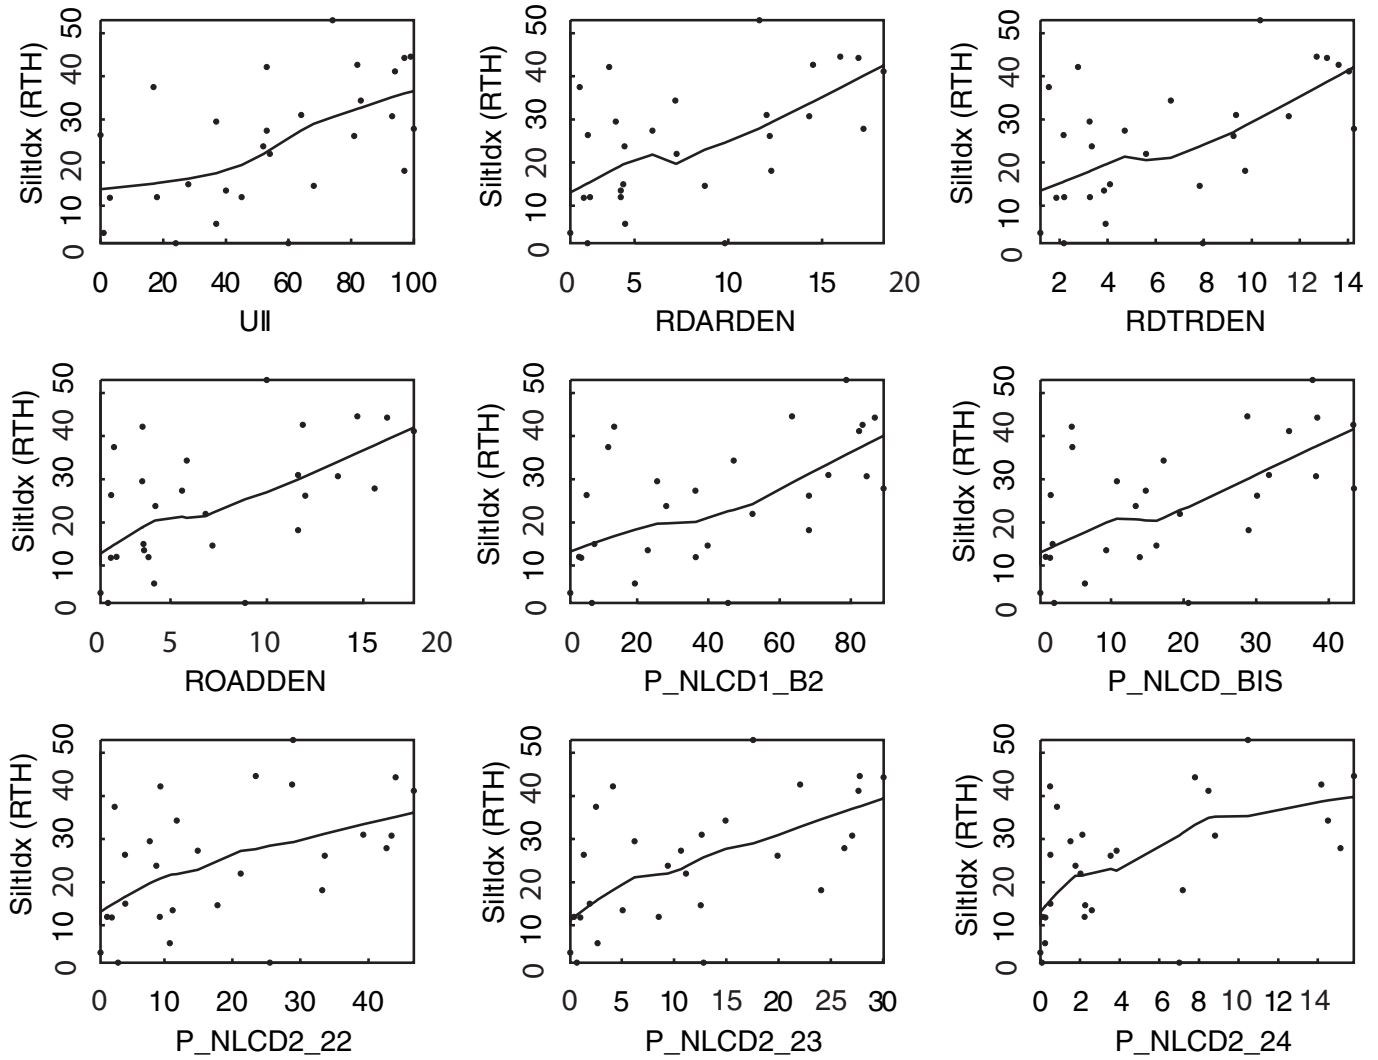 SiltIdx (RTH)
0 10 20 30 40 50
0 20 40 60 80 100
UII
SiltIdx (RTH)
0 10 20 30 40 50
0 5 10 15 20
RDARDEN
SiltIdx (RTH)
0 10 20 30 40 50
2 4 6 8 10 12 14
RDTRDEN
SiltIdx (RTH)
0 10 20 30 40 50
0 5 10 15 20
ROADDEN
SiltIdx (RTH)
0 10 20 30 40 50
0 20 40 60 80
P_NLCD1_B2
SiltIdx (RTH)
0 10 20 30 40 50
0 10 20 30 40
P_NLCD_BIS
SiltIdx (RTH)
0 10 20 30 40 50
0 10 20 30 40
P_NLCD2_22
SiltIdx (RTH)
0 10 20 30 40 50
0 5 10 15 20 25 30
P_NLCD2_23
SiltIdx (RTH)
0 10 20 30 40 50
0 2 4 6 8 10 12 14
P_NLCD2_24